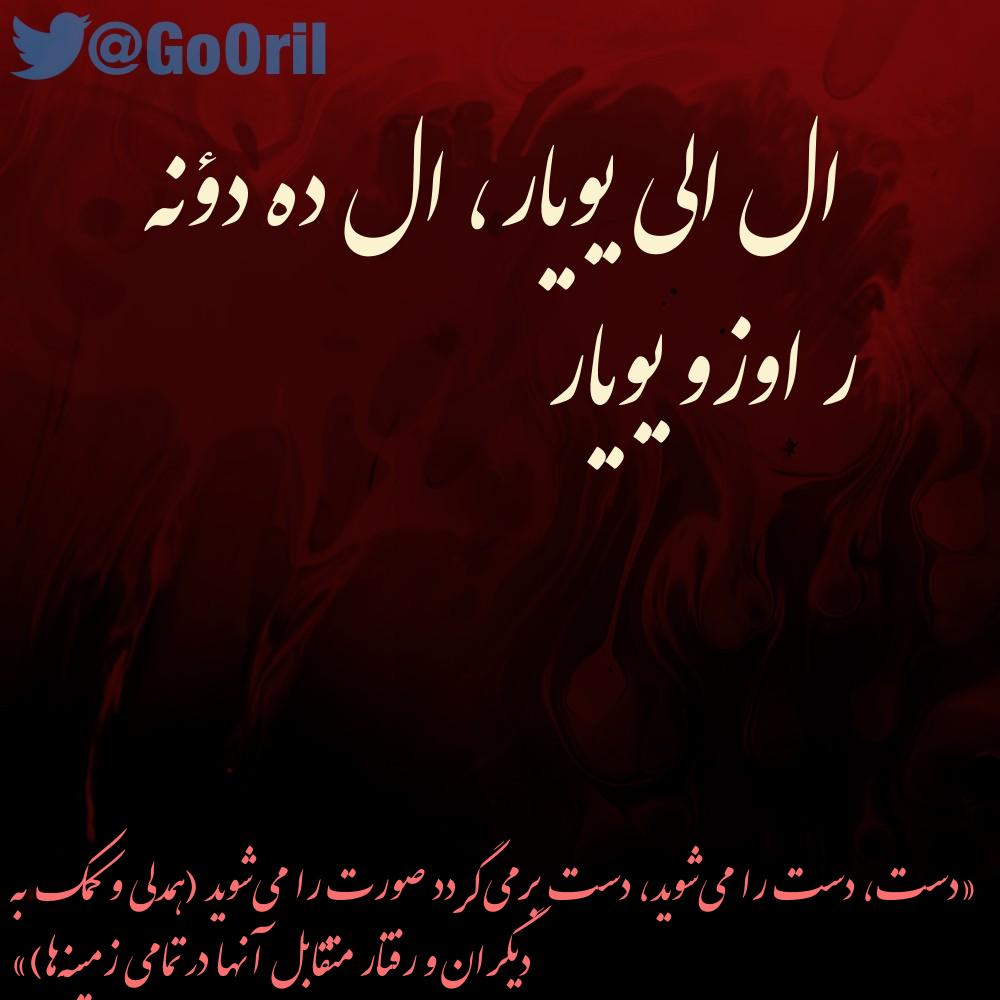 @GoOril
ال الی یویار، ال ده دؤنه
ر اوزو یویار
«دست، دست را می‌شوید، دست برمی‌گردد صورت را می‌شوید (همدلی و کمک به
دیگران و رفتار متقابل آنها در تمامی زمینه‌ها)»